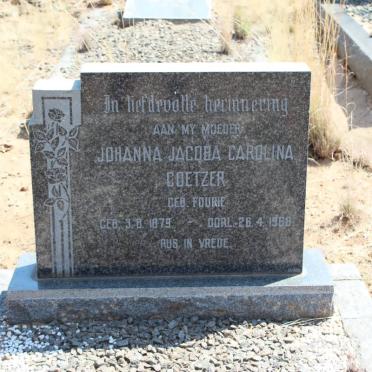 In liefdevolle herinnering
AAN MY MOEDER
JOHANNA JACOBA CAROLINA
COETZER
GEB. FOURIE
GEB. 3.8.1879 - OORL. 26.4.1968
RUS IN VREDE